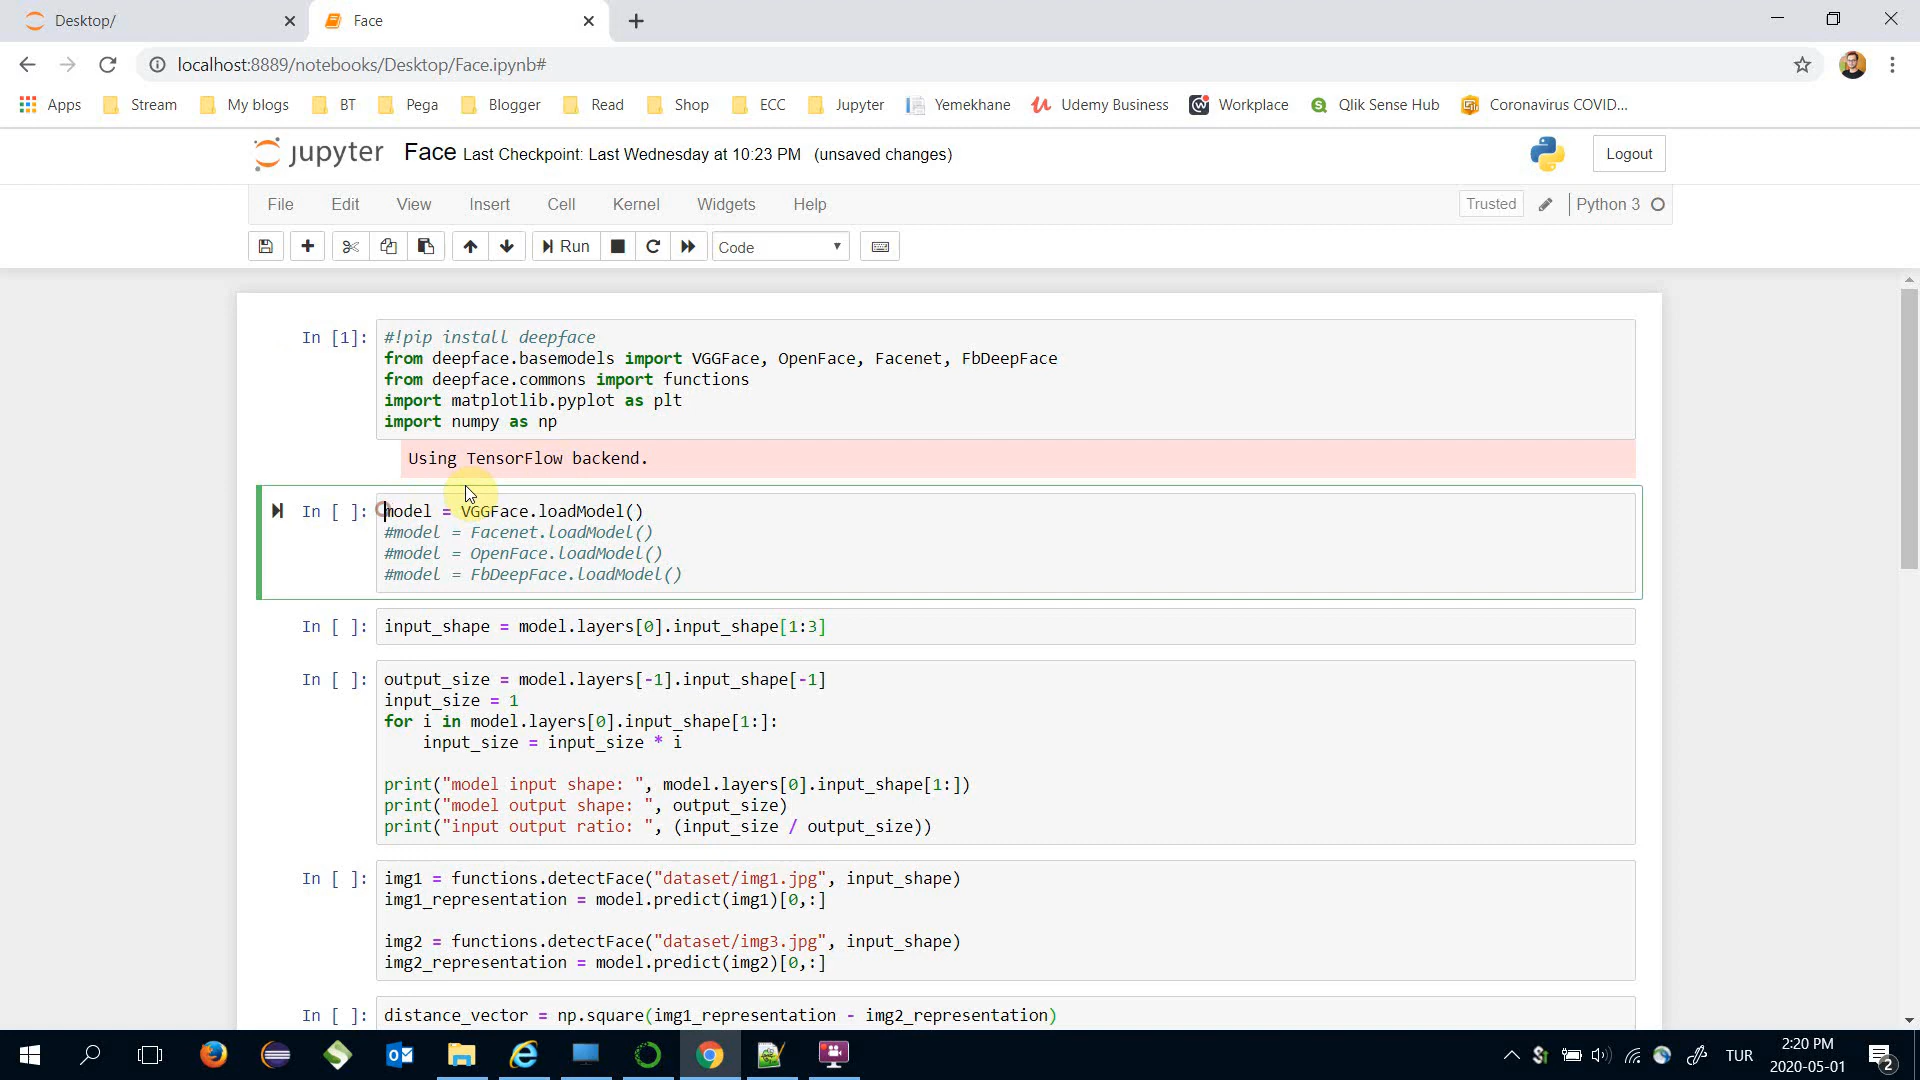 Desktop/
Face
localhost:8889/notebooks/Desktop/Face.ipynb#
Apps Stream My blogs BT Pega Blogger Read Shop ECC Jupyter Yemekhane Udemy Business Workplace Qlik Sense Hub Coronavirus COVID...
jupyter Face Last Checkpoint: Last Wednesday at 10:23 PM (unsaved changes) Logout
File Edit View Insert Cell Kernel Widgets Help Trusted Python 3
Run Code
In [1]: #!pip install deepface
from deepface.basemodels import VGGFace, OpenFace, Facenet, FbDeepFace
from deepface.commons import functions
import matplotlib.pyplot as plt
import numpy as np
Using TensorFlow backend.
In [ ]: model = VGGFace.loadModel()
#model = Facenet.loadModel()
#model = OpenFace.loadModel()
#model = FbDeepFace.loadModel()
In [ ]: input_shape = model.layers[0].input_shape[1:3]
In [ ]: output_size = model.layers[-1].input_shape[-1]
input_size = 1
for i in model.layers[0].input_shape[1:]:
    input_size = input_size * i
print("model input shape: ", model.layers[0].input_shape[1:])
print("model output shape: ", output_size)
print("input output ratio: ", (input_size / output_size))
In [ ]: img1 = functions.detectFace("dataset/img1.jpg", input_shape)
img1_representation = model.predict(img1)[0,:]
img2 = functions.detectFace("dataset/img3.jpg", input_shape)
img2_representation = model.predict(img2)[0,:]
In [ ]: distance_vector = np.square(img1_representation - img2_representation)
TUR
2:20 PM
2020-05-01
2